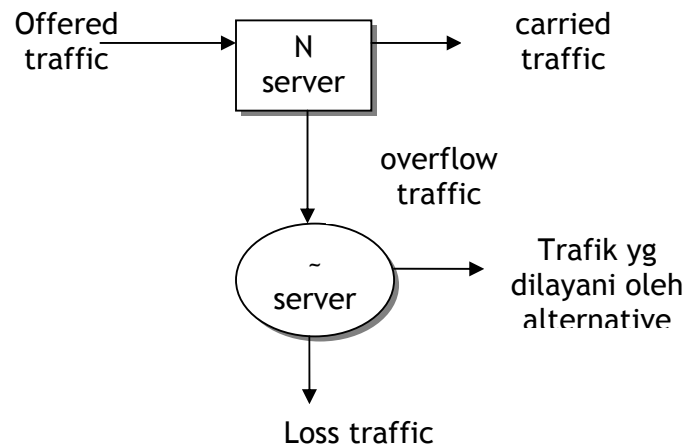 Offered
traffic
N
server
carried
traffic
overflow
traffic
~
server
Trafik yg
dilayani oleh
alternative
Loss traffic